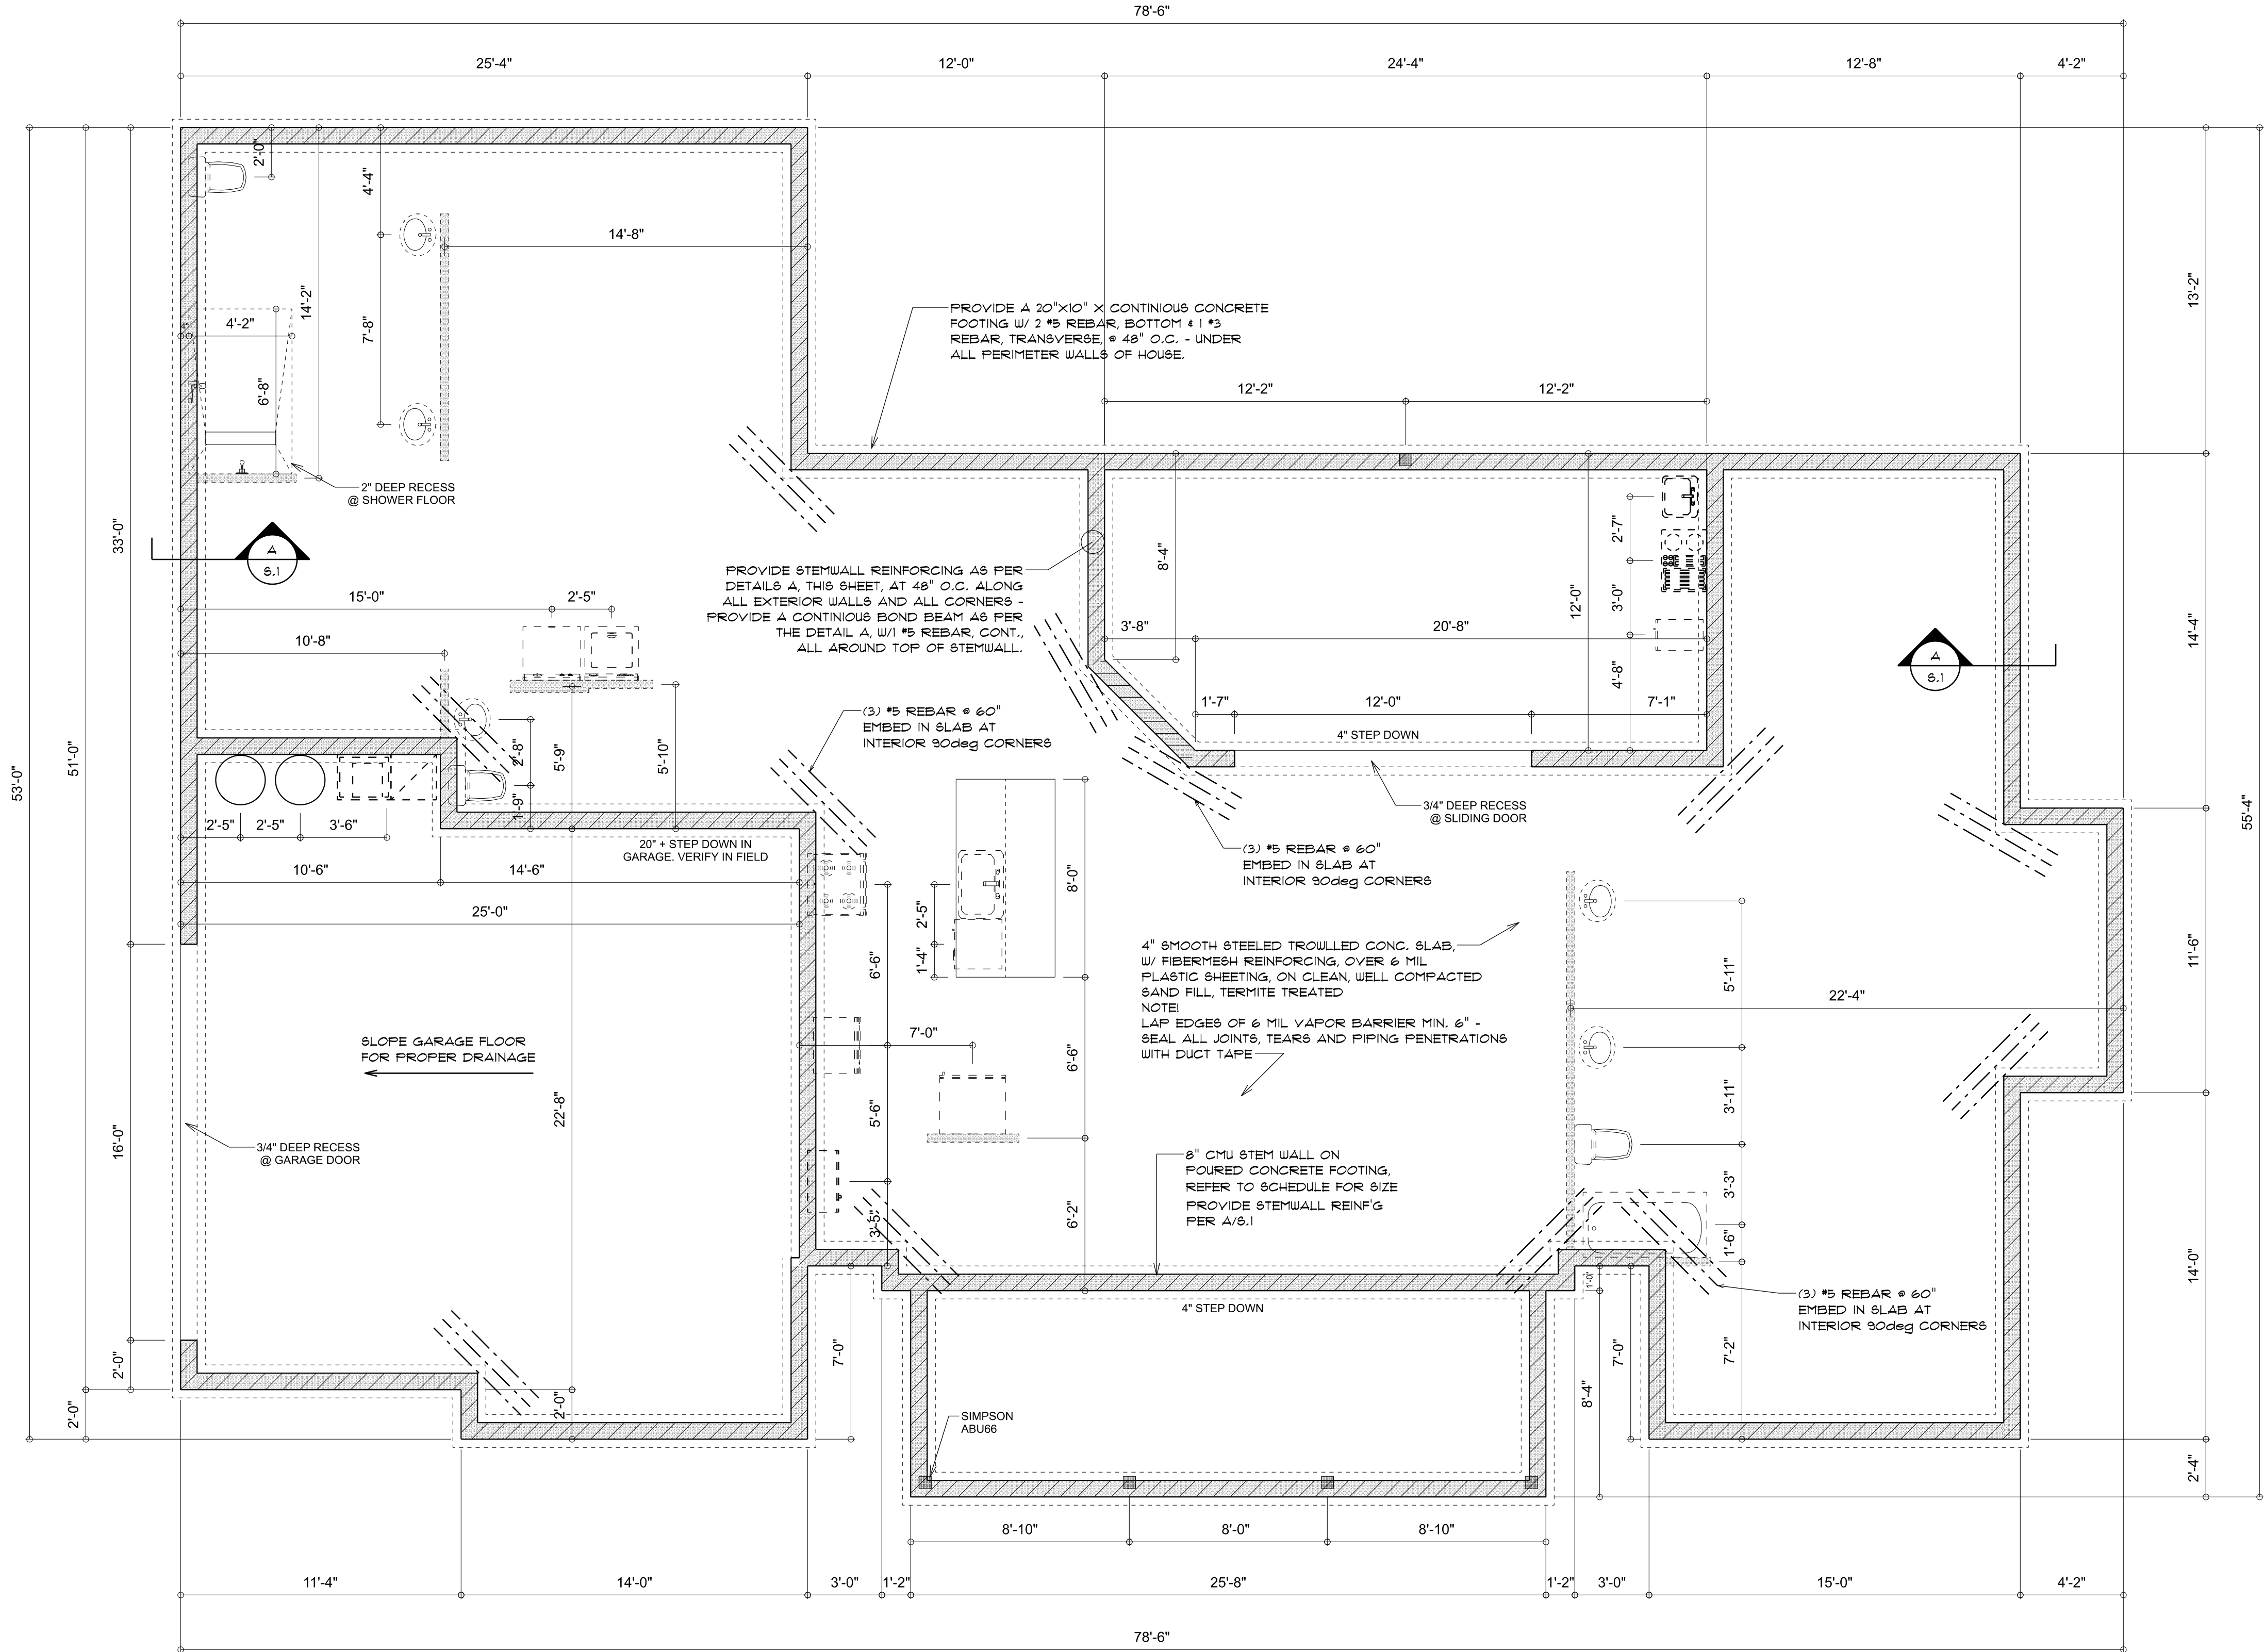 78'-6"
25'-4"
12'-0"
24'-4"
12'-8"
4'-2"
2'-0"
4'-4"
14'-8"
13'-2"
14'-2"
4"
4'-2"
7'-8"
6'-8"
PROVIDE A 20"X10" X CONTINIOUS CONCRETE
FOOTING W/ 2 #5 REBAR, BOTTOM & 1 #3
REBAR, TRANSVERSE, @ 48" O.C. - UNDER
ALL PERIMETER WALLS OF HOUSE.
12'-2"
12'-2"
2" DEEP RECESS
@ SHOWER FLOOR
33'-0"
A
S.1
2'-7"
8'-4"
PROVIDE STEMWALL REINFORCING AS PER
DETAILS A, THIS SHEET, AT 48" O.C. ALONG
ALL EXTERIOR WALLS AND ALL CORNERS -
PROVIDE A CONTINIOUS BOND BEAM AS PER
THE DETAIL A, W/1 #5 REBAR, CONT.,
ALL AROUND TOP OF STEMWALL.
15'-0"
2'-5"
12'-0"
3'-0"
3'-8"
20'-8"
14'-4"
10'-8"
A
S.1
4'-8"
1'-7"
12'-0"
7'-1"
4" STEP DOWN
(3) #5 REBAR @ 60"
EMBED IN SLAB AT
INTERIOR 90deg CORNERS
51'-0"
53'-0"
2'-8"
5'-9"
5'-10"
1'-9"
55'-4"
3/4" DEEP RECESS
@ SLIDING DOOR
2'-5"
2'-5"
3'-6"
20" + STEP DOWN IN
GARAGE. VERIFY IN FIELD
(3) #5 REBAR @ 60"
EMBED IN SLAB AT
INTERIOR 90deg CORNERS
10'-6"
14'-6"
8'-0"
25'-0"
2'-5"
1'-4"
6'-6"
4" SMOOTH STEELED TROWLLED CONC. SLAB,
W/ FIBERMESH REINFORCING, OVER 6 MIL
PLASTIC SHEETING, ON CLEAN, WELL COMPACTED
SAND FILL, TERMITE TREATED
NOTE!
LAP EDGES OF 6 MIL VAPOR BARRIER MIN. 6" -
SEAL ALL JOINTS, TEARS AND PIPING PENETRATIONS
WITH DUCT TAPE
5'-11"
11'-6"
22'-4"
SLOPE GARAGE FLOOR
FOR PROPER DRAINAGE
7'-0"
6'-6"
3'-11"
22'-8"
5'-6"
16'-0"
3/4" DEEP RECESS
@ GARAGE DOOR
8" CMU STEM WALL ON
POURED CONCRETE FOOTING,
REFER TO SCHEDULE FOR SIZE
PROVIDE STEMWALL REINF'G
PER A/S.1
3'-3"
3'-5"
6'-2"
1'-6"
14'-0"
1'-0"
4" STEP DOWN
(3) #5 REBAR @ 60"
EMBED IN SLAB AT
INTERIOR 90deg CORNERS
7'-0"
7'-0"
7'-2"
2'-0"
8'-4"
2'-0"
2'-0"
SIMPSON
ABU66
2'-4"
8'-10"
8'-0"
8'-10"
11'-4"
14'-0"
3'-0"
1'-2"
25'-8"
1'-2"
3'-0"
15'-0"
4'-2"
78'-6"